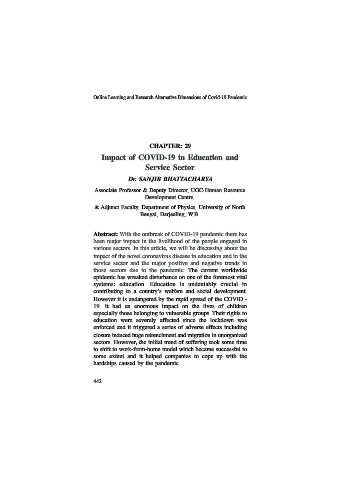 Online Learning and Research Alternative Dimensions of Covid-19 Pandemic
CHAPTER: 29
Impact of COVID-19 in Education and
Service Sector
Dr. SANJIB BHATTACHARYA
Associate Professor & Deputy Director, UGC-Human Resource
Development Centre,
& Adjunct Faculty, Department of Physics, University of North
Bengal, Darjeeling, WB
Abstract: With the outbreak of COVID-19 pandemic there has
been major impact in the livelihood of the people engaged in
various sectors. In this article, we will be discussing about the
impact of the novel coronavirus disease in education and in the
service sector and the major positive and negative trends in
those sectors due to the pandemic. The current worldwide
epidemic has wreaked disturbance on one of the foremost vital
systems: education. Education is undeniably crucial in
contributing to a country's welfare and social development.
However it is endangered by the rapid spread of the COVID -
19. It had an enormous impact on the lives of children
especially those belonging to vulnerable groups. Their rights to
education were severely affected since the lockdown was
enforced and it triggered a series of adverse effects including
closure induced huge retrenchment and migration in unorganized
sectors. However, the initial trend of suffering took some time
to shift to work-from-home model which became successful to
some extent and it helped companies to cope up with the
hardships caused by the pandemic.
442